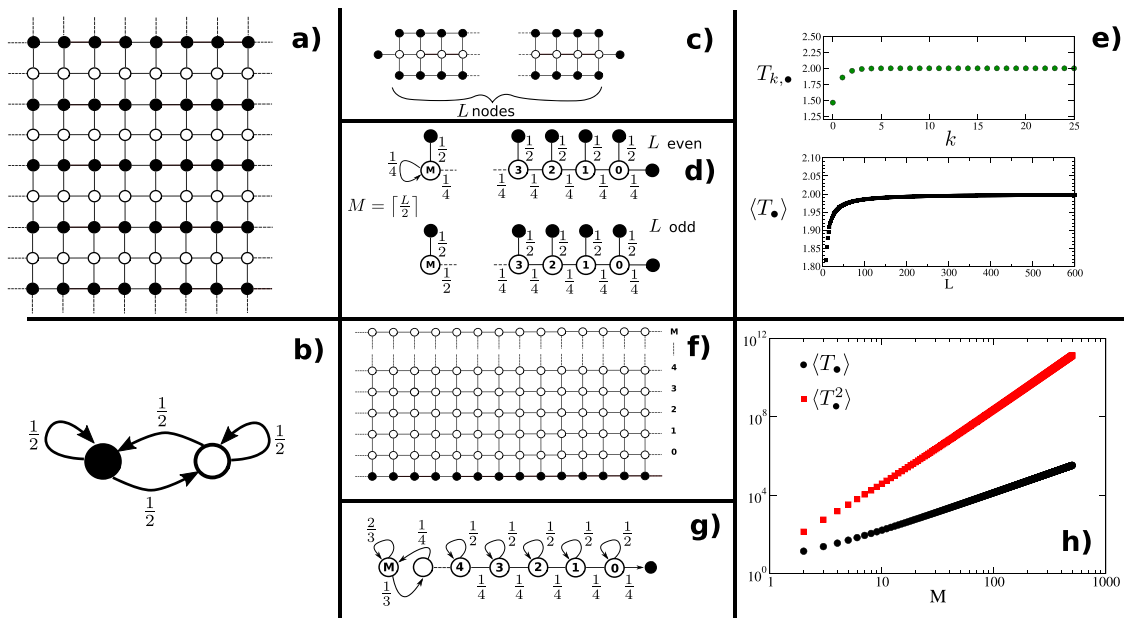 a)
b)
1/2
1/2
1/2
1/2
c)
L nodes
d)
L even
1/4
1/2
M
1/4
1/2 1/2 1/2 1/2
3 2 1 0
1/4 1/4 1/4 1/4
M = ⌈L/2⌉
L odd
1/2
M
1/2
1/2 1/2 1/2 1/2
3 2 1 0
1/4 1/4 1/4 1/4
e)
2.50
2.25
2.00
1.75
1.50
1.25
T_{k,●}
0 5 10 15 20 25
k
2.10
2.05
2.00
1.95
1.90
1.85
1.80
⟨T_●⟩
0 100 200 300 400 500 600
L
f)
M
4
3
2
1
0
g)
2/3 1/4 1/2 1/2 1/2 1/2 1/2
M 4 3 2 1 0
1/3 1/4 1/4 1/4 1/4 1/4
h)
10^12
10^8
10^4
10^0
⟨T_●⟩
⟨T_●^2⟩
1 10 100 1000
M